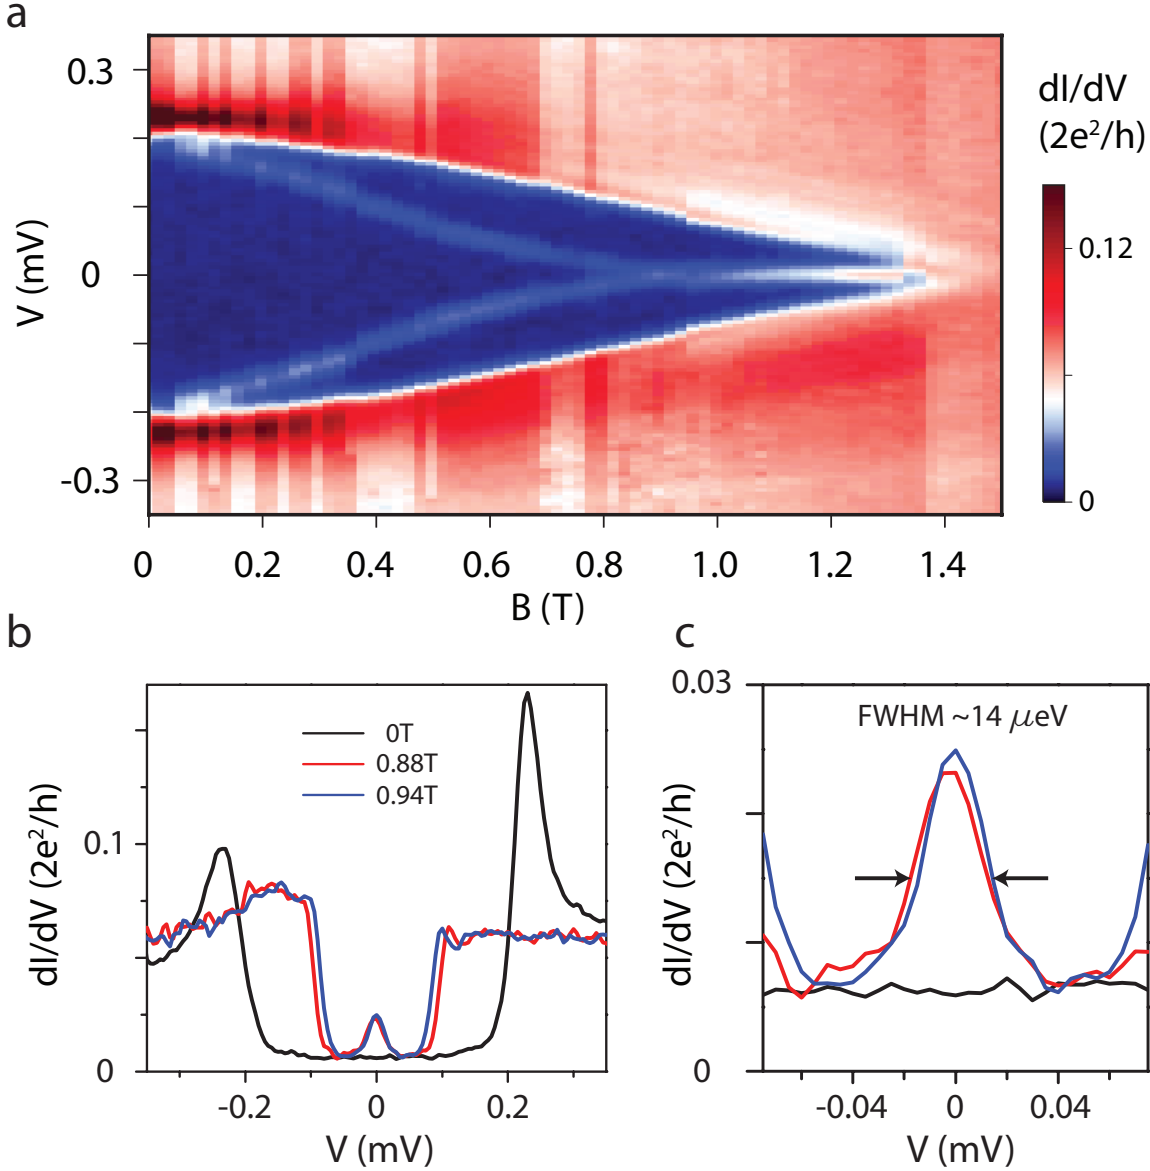 a
0.3
0
-0.3
V (mV)
0
0.2
0.4
0.6
0.8
1.0
1.2
1.4
B (T)
dI/dV
(2e²/h)
0.12
0
b
0T
0.88T
0.94T
0.1
0
dI/dV (2e²/h)
-0.2
0
0.2
V (mV)
c
FWHM ~14 μeV
0.03
0
dI/dV (2e²/h)
-0.04
0
0.04
V (mV)